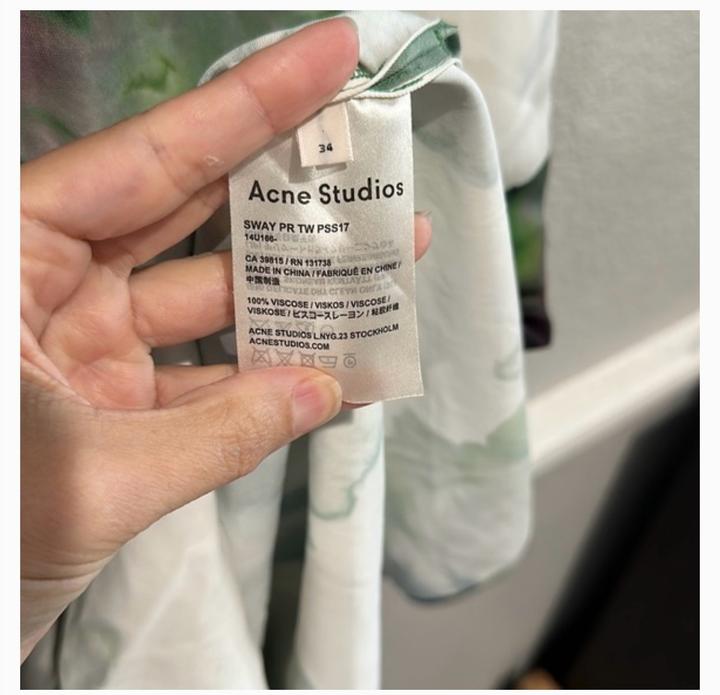 34
Acne Studios
SWAY PR TW PSS17
14U166-
CA 39815 / RN 131738
MADE IN CHINA / FABRIQUÉ EN CHINE /
中国制造
100% VISCOSE / VISKOS / VISCOSE /
VISKOSE / ビスコースレーヨン / 粘胶纤维
ACNE STUDIOS L.NYG.23 STOCKHOLM
ACNESTUDIOS.COM